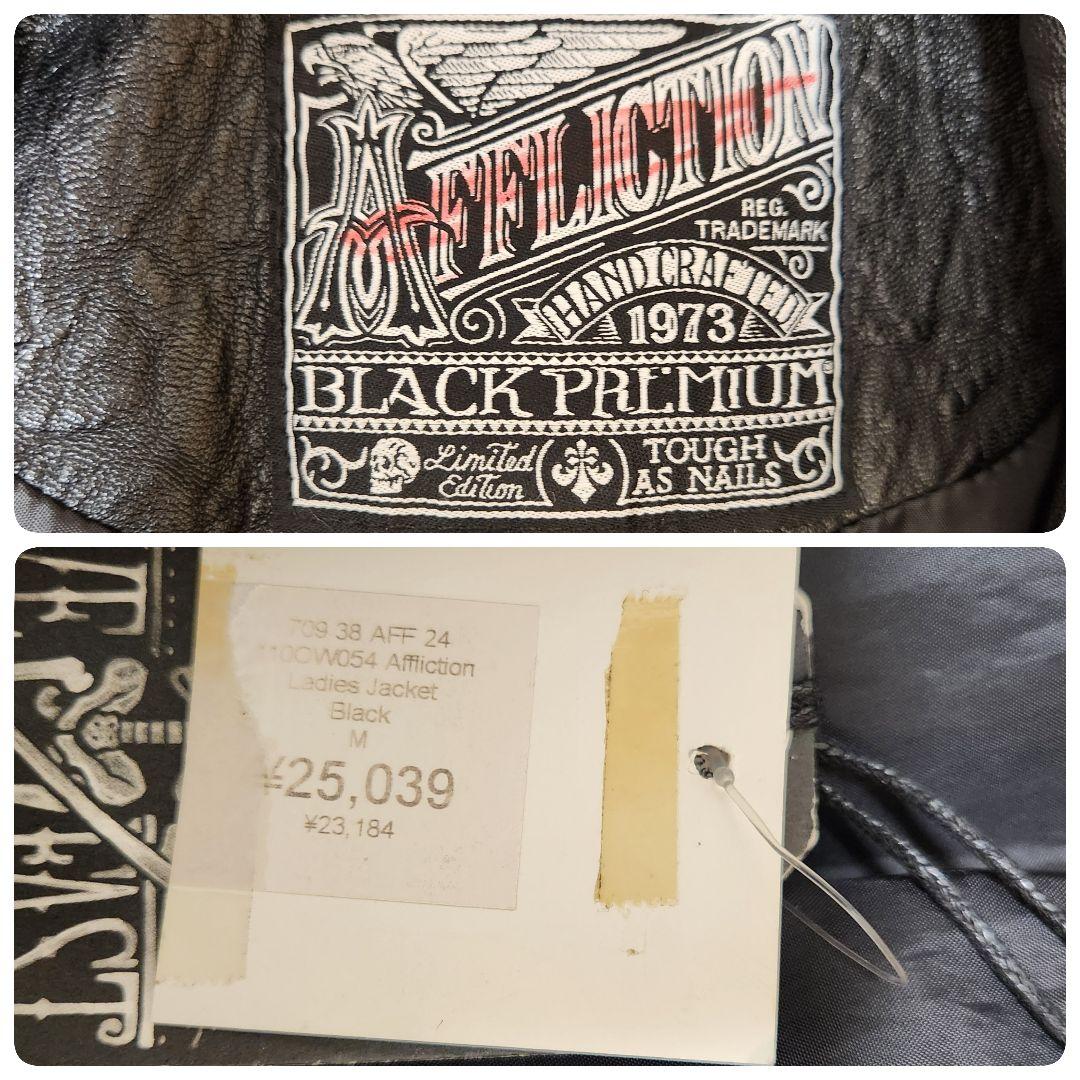 AFFLICTION
REG.
TRADEMARK
HANDCRAFTED
1973
BLACK PREMIUM
Limited
Edition
TOUGH
AS NAILS
709 38 AFF 24
110OW054 Affliction
Ladies Jacket
Black
M
¥25,039
¥23,184